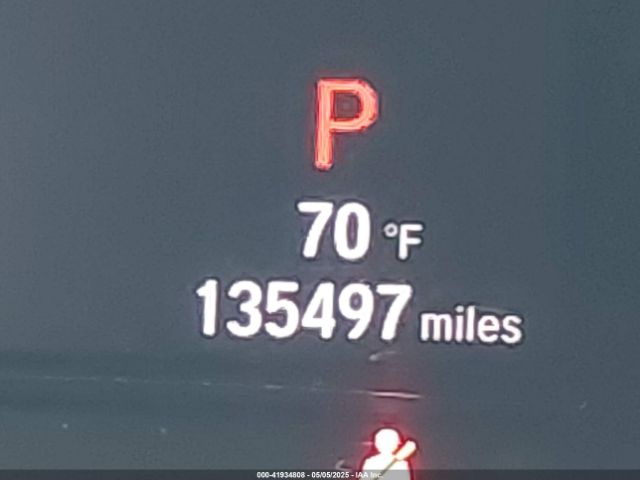 P
70 °F
135497 miles
000-41934808 - 05/05/2025 - IAA Inc.